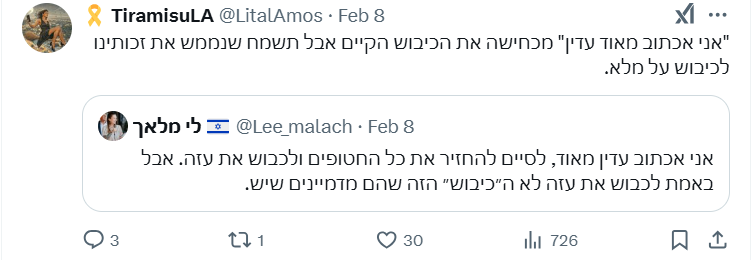 TiramisuLA @LitalAmos · Feb 8
"אני אכתוב מאוד עדין" מכחישה את הכיבוש הקיים אבל תשמח שנממש את זכותינו
לכיבוש על מלא.
לי מלאך @Lee_malach · Feb 8
אני אכתוב עדין מאוד, לסיים להחזיר את כל החטופים ולכבוש את עזה. אבל
באמת לכבוש את עזה לא ה״כיבוש״ הזה שהם מדמיינים שיש.
3 1 30 726